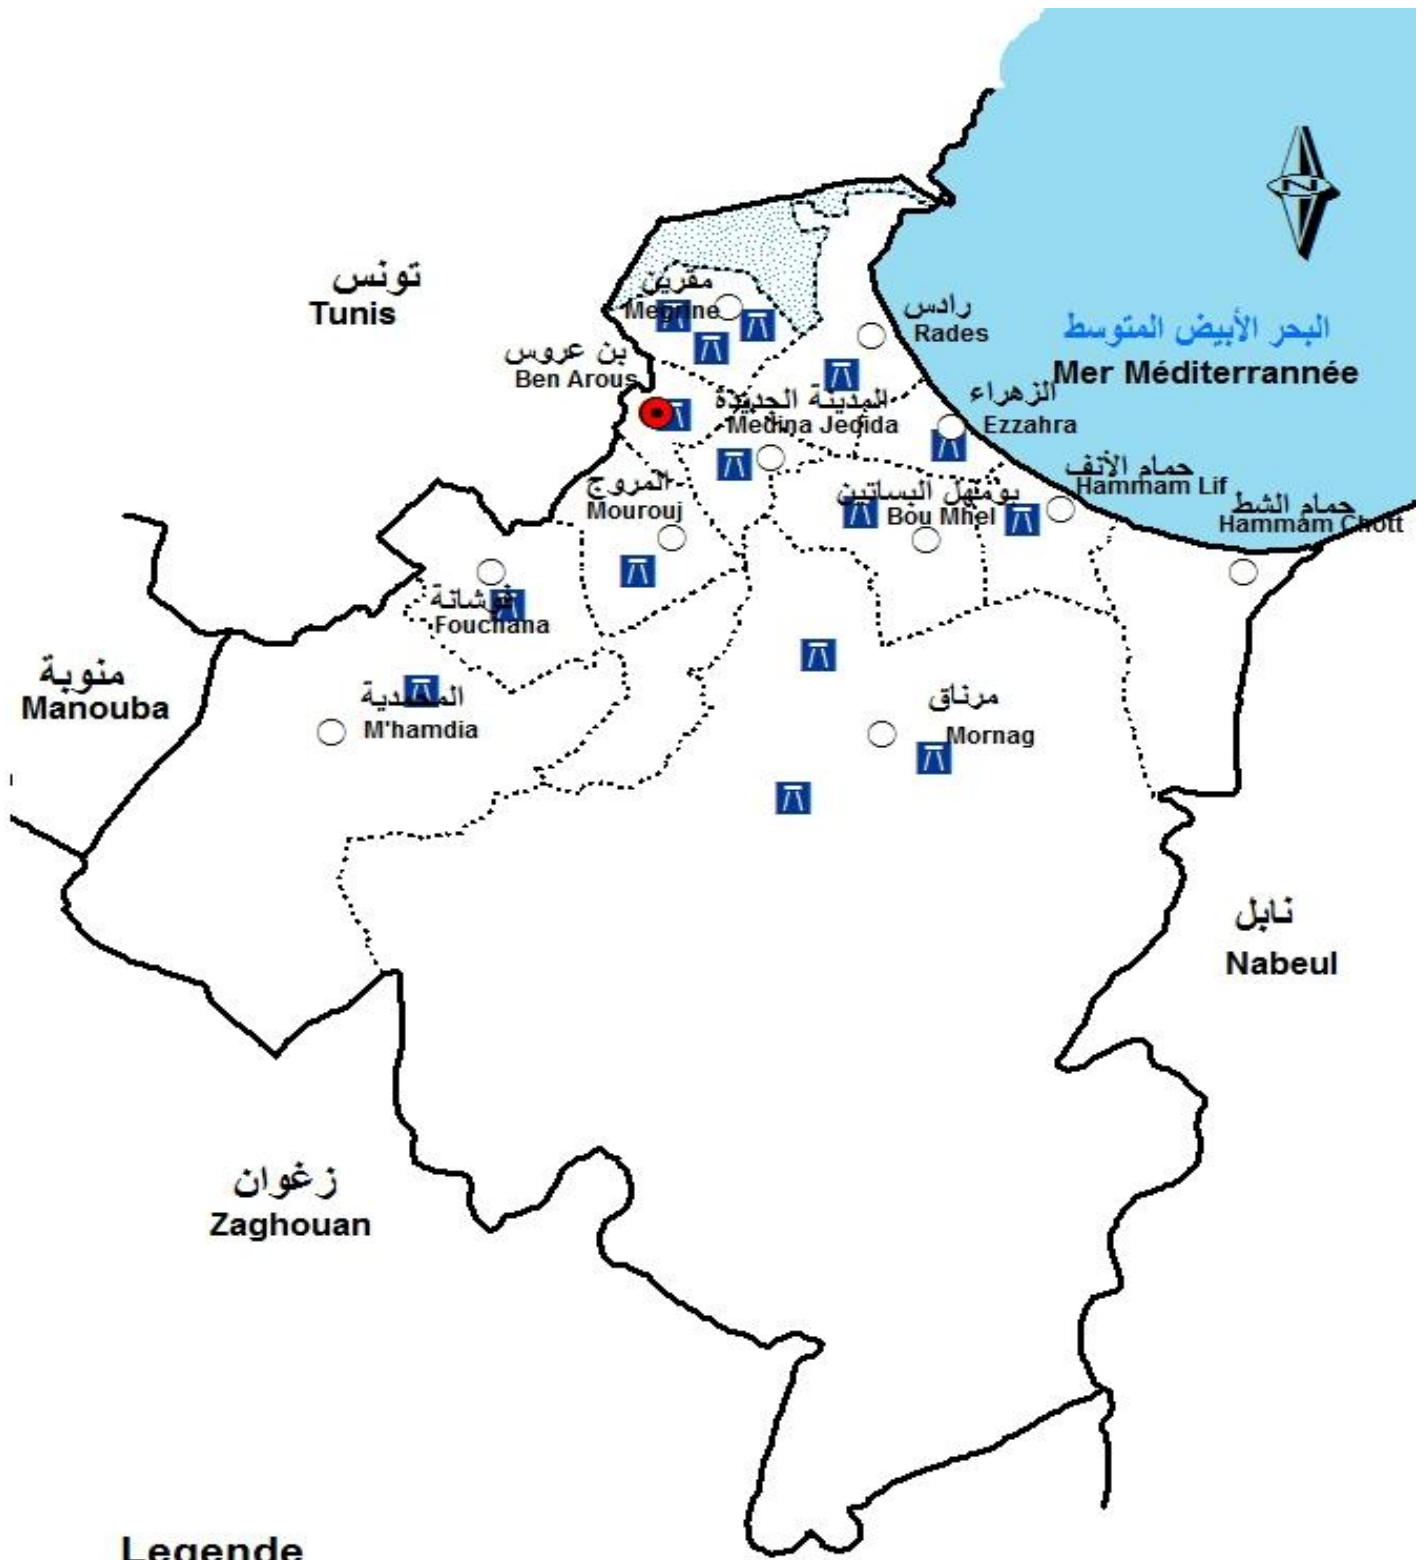 تونس
Tunis
مقرين
Megrine
رادس
Rades
البحر الأبيض المتوسط
Mer Méditerrannée
بن عروس
Ben Arous
المدينة الجديدة
Medina Jedida
الزهراء
Ezzahra
حمام الأنف
Hammam Lif
حمام الشط
Hammam Chott
المروج
Mourouj
بومهل البساتين
Bou Mhel
فوشانة
Fouchana
منوبة
Manouba
المحمدية
M'hamdia
مرناق
Mornag
نابل
Nabeul
زغوان
Zaghouan
Legende
N